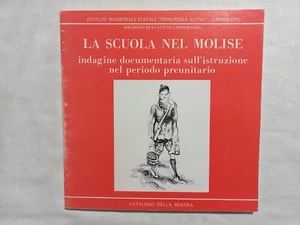 ISTITUTO MAGISTRALE STATALE "PRINCIPESSA ELENA" - CAMPOBASSO
ARCHIVIO DI STATO DI CAMPOBASSO
LA SCUOLA NEL MOLISE
indagine documentaria sull'istruzione
nel periodo preunitario
CATALOGO DELLA MOSTRA